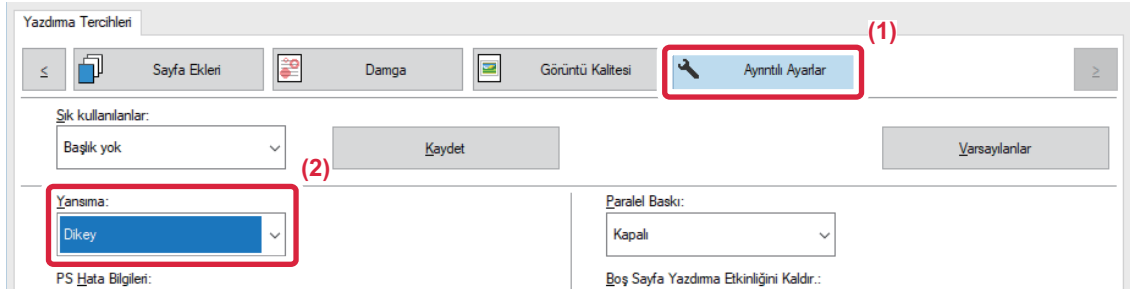 Yazdırma Tercihleri
(1)
< Sayfa Ekleri Damga Görüntü Kalitesi Ayrıntılı Ayarlar >
Sık kullanılanlar:
Başlık yok Kaydet Varsayılanlar
(2)
Yansıma: Paralel Baskı:
Dikey Kapalı
PS Hata Bilgileri: Boş Sayfa Yazdırma Etkinliğini Kaldır.: